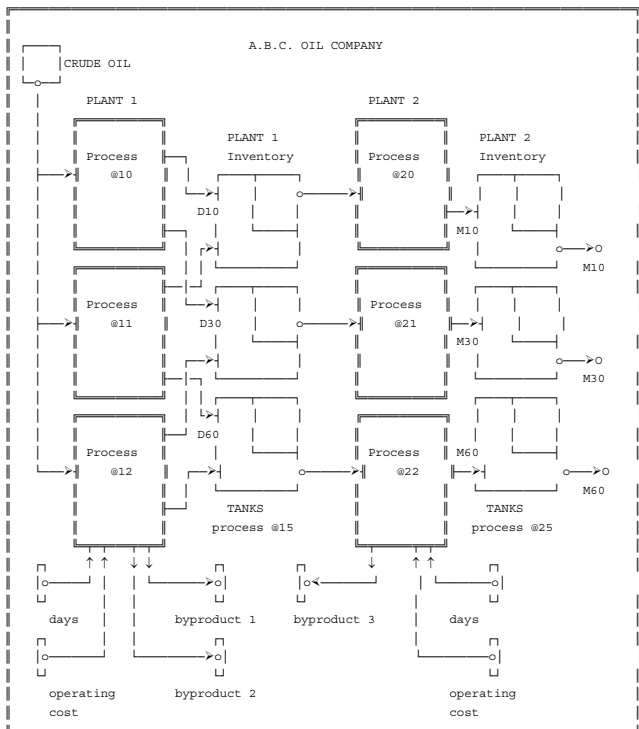 A.B.C. OIL COMPANY
CRUDE OIL
PLANT 1 PLANT 2
PLANT 1 PLANT 2
Process Inventory Process Inventory
@10 @20
D10 M10
M10
Process Process
@11 D30 @21 M30
M30
D60
Process Process M60
@12 @22
M60
TANKS TANKS
process @15 process @25
days byproduct 1 byproduct 3 days
operating byproduct 2 operating
cost cost